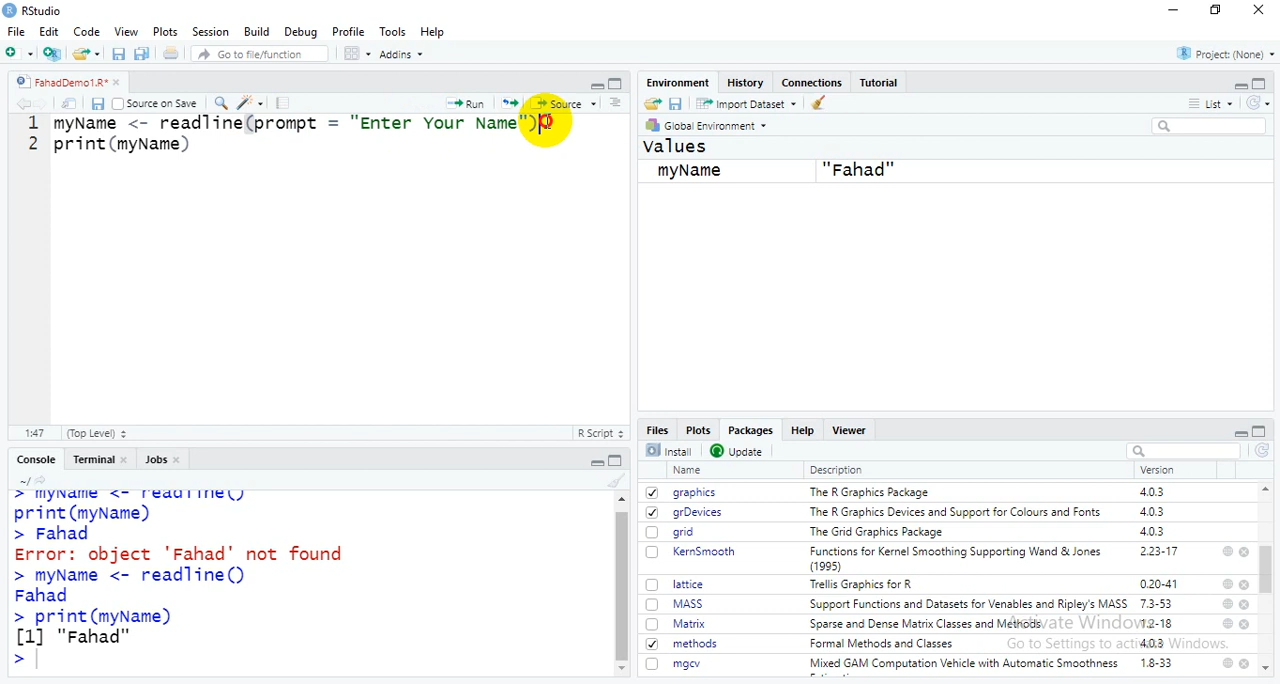 RStudio
File Edit Code View Plots Session Build Debug Profile Tools Help
Go to file/function Addins Project: (None)
FahadDemo1.R*
Source on Save Run Source
1 myName <- readline(prompt = "Enter Your Name")
2 print(myName)
1:47 (Top Level) R Script
Console Terminal Jobs
~/
> myName <- readline()
print(myName)
> Fahad
Error: object 'Fahad' not found
> myName <- readline()
Fahad
> print(myName)
[1] "Fahad"
>
Environment History Connections Tutorial
Import Dataset List
Global Environment
Values
myName "Fahad"
Files Plots Packages Help Viewer
Install Update
Name Description Version
graphics The R Graphics Package 4.0.3
grDevices The R Graphics Devices and Support for Colours and Fonts 4.0.3
grid The Grid Graphics Package 4.0.3
KernSmooth Functions for Kernel Smoothing Supporting Wand & Jones 2.23-17
(1995)
lattice Trellis Graphics for R 0.20-41
MASS Support Functions and Datasets for Venables and Ripley's MASS 7.3-53
Matrix Sparse and Dense Matrix Classes and Methods 1.2-18
methods Formal Methods and Classes 4.0.3
mgcv Mixed GAM Computation Vehicle with Automatic Smoothness 1.8-33
Activate Windows
Go to Settings to activate Windows.